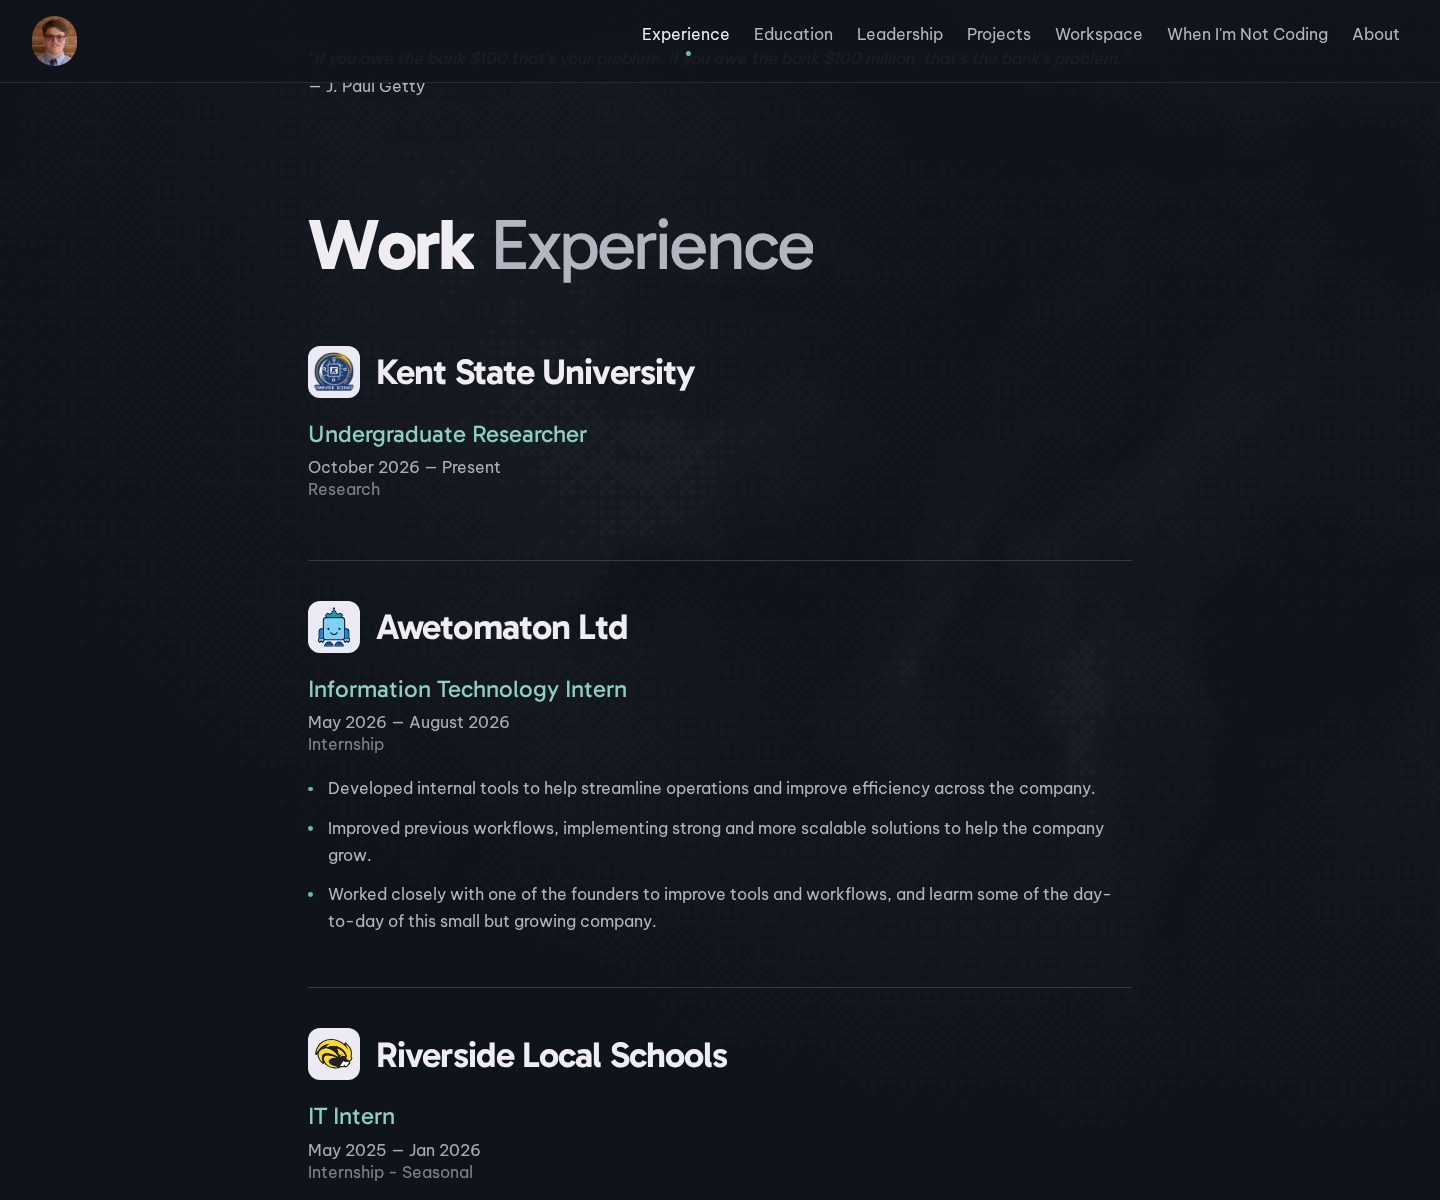 Experience Education Leadership Projects Workspace When I'm Not Coding About
"If you owe the bank $100 that's your problem. If you owe the bank $100 million, that's the bank's problem."
— J. Paul Getty
Work Experience
Kent State University
Undergraduate Researcher
October 2026 — Present
Research
Awetomaton Ltd
Information Technology Intern
May 2026 — August 2026
Internship
Developed internal tools to help streamline operations and improve efficiency across the company.
Improved previous workflows, implementing strong and more scalable solutions to help the company
grow.
Worked closely with one of the founders to improve tools and workflows, and learm some of the day-
to-day of this small but growing company.
Riverside Local Schools
IT Intern
May 2025 — Jan 2026
Internship - Seasonal